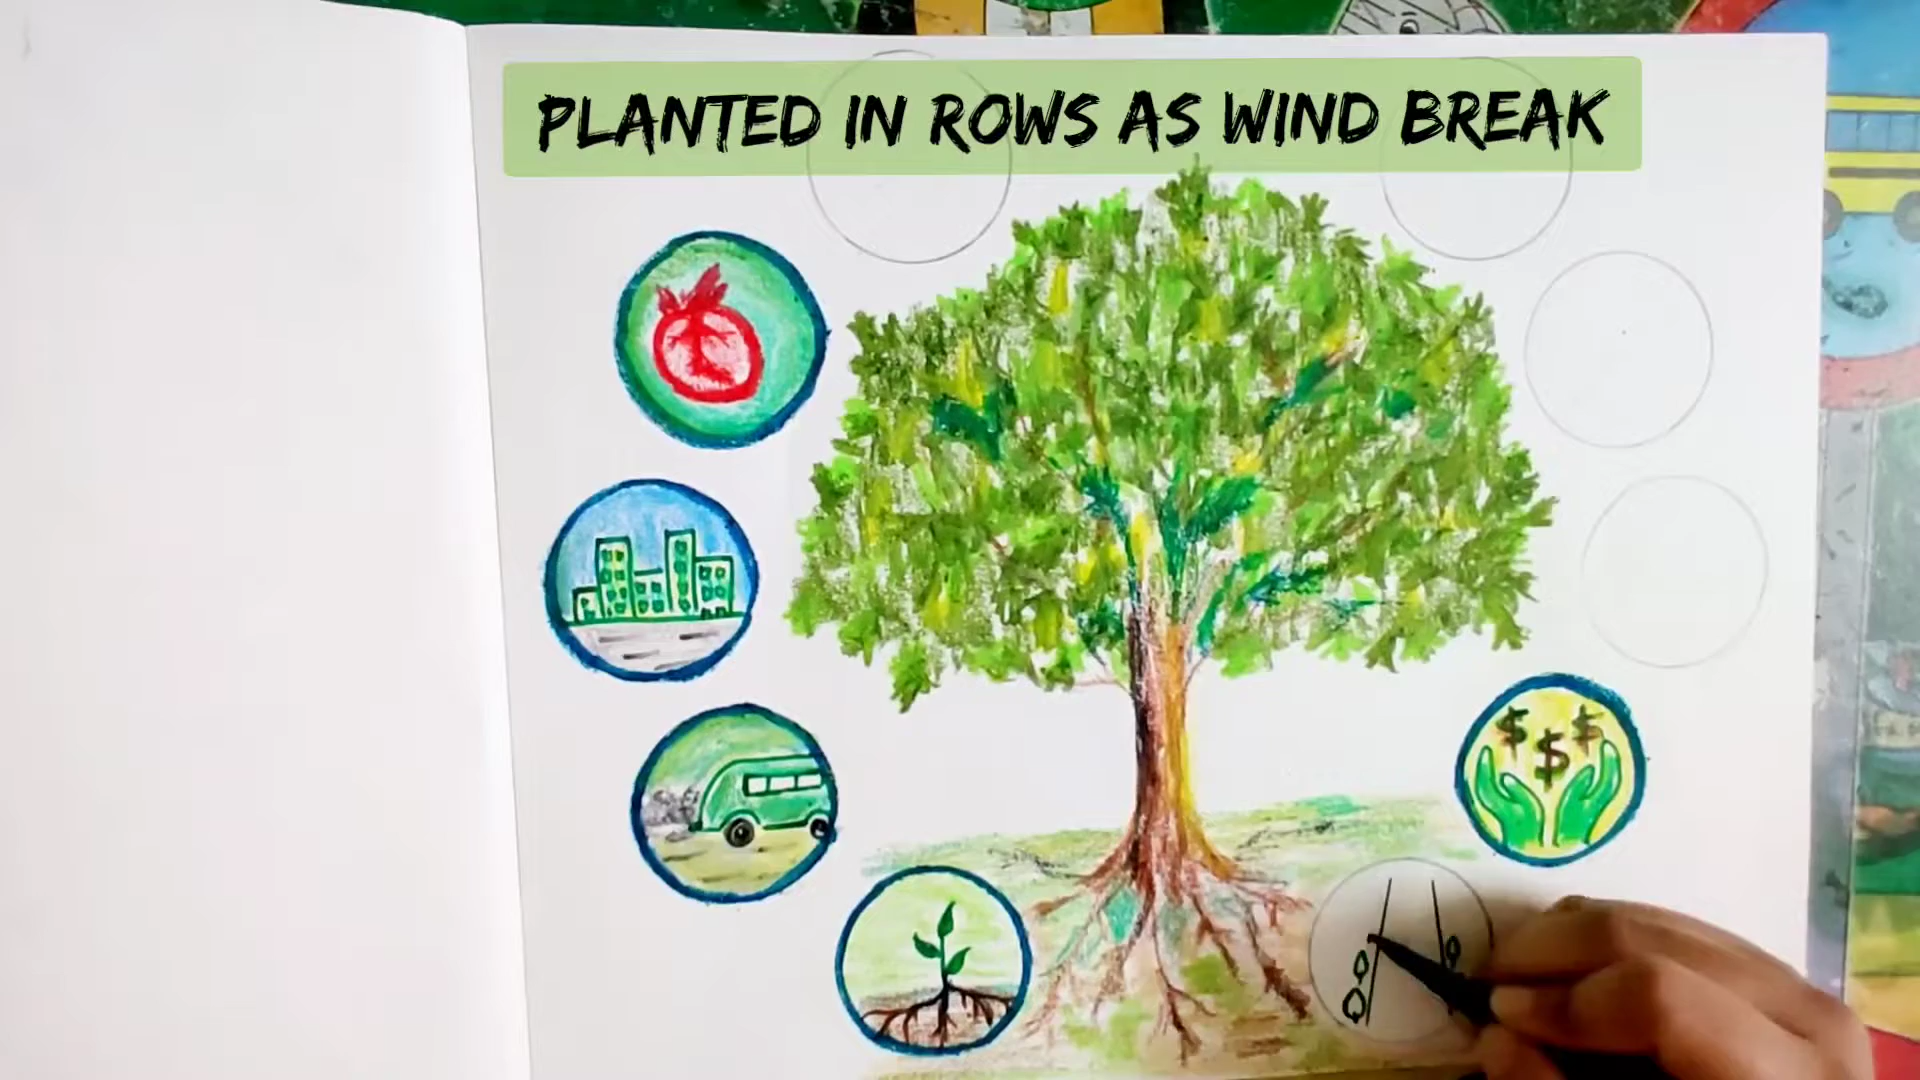 PLANTED IN ROWS AS WIND BREAK
$ $ $